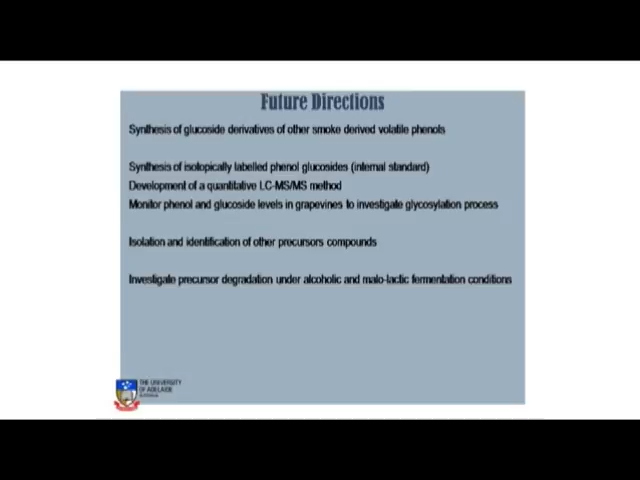 Future Directions
Synthesis of glucoside derivatives of other smoke derived volatile phenols
Synthesis of isotopically labelled phenol glucosides (internal standard)
Development of a quantitative LC-MS/MS method
Monitor phenol and glucoside levels in grapevines to investigate glycosylation process
Isolation and identification of other precursors compounds
Investigate precursor degradation under alcoholic and malo-lactic fermentation conditions
THE UNIVERSITY
OF ADELAIDE
AUSTRALIA